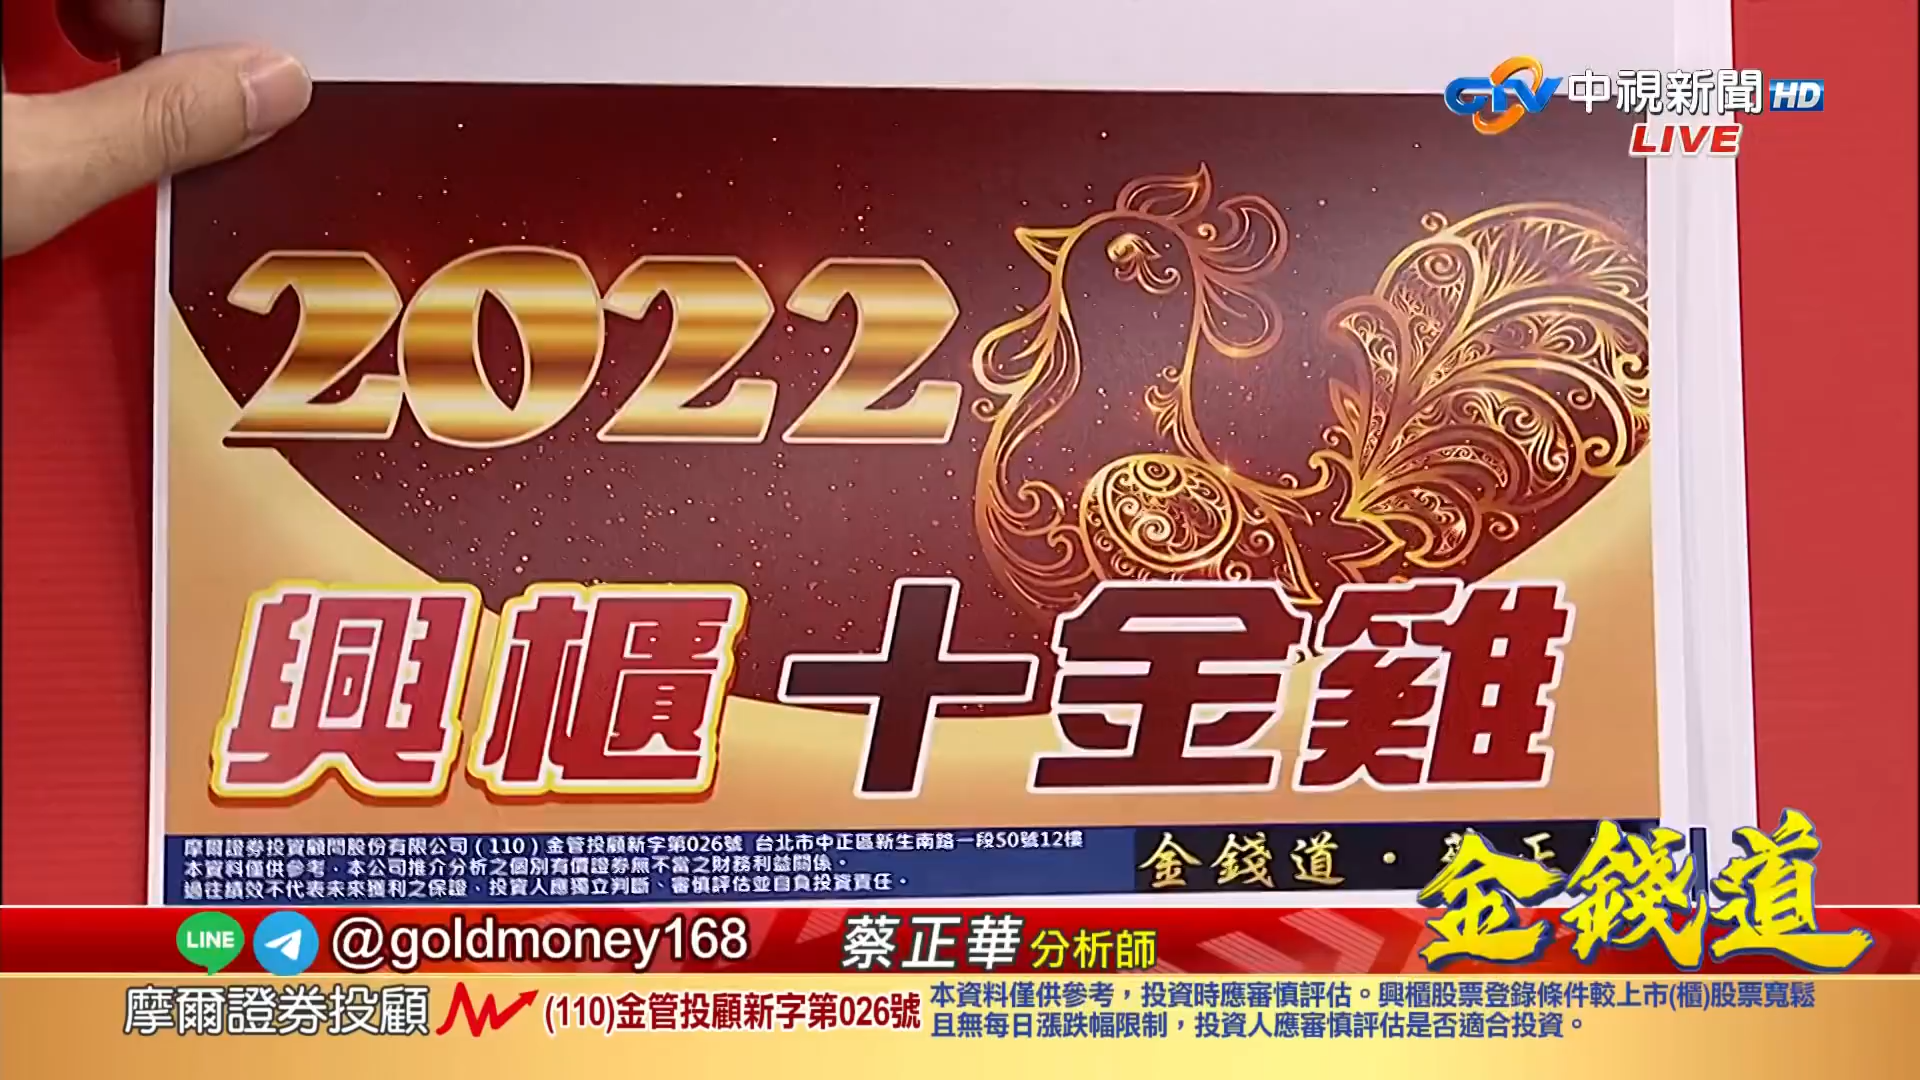 CTV 中視新聞 HD
LIVE
2022
興櫃十金雞
摩爾證券投資顧問股份有限公司(110)金管投顧新字第026號 台北市中正區新生南路一段50號12樓
本資料僅供參考、本公司推介分析之個別有價證券無不當之財務利益關係。
過往績效不代表未來獲利之保證、投資人應獨立判斷、審慎評估並自負投資責任。
金錢道・蔡正
金錢道
LINE @goldmoney168 蔡正華 分析師
摩爾證券投顧 (110)金管投顧新字第026號
本資料僅供參考，投資時應審慎評估。興櫃股票登錄條件較上市(櫃)股票寬鬆
且無每日漲跌幅限制，投資人應審慎評估是否適合投資。